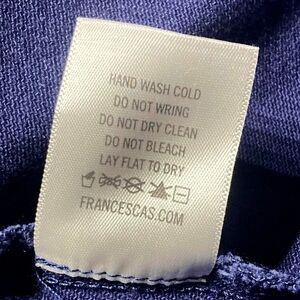 HAND WASH COLD
DO NOT WRING
DO NOT DRY CLEAN
DO NOT BLEACH
LAY FLAT TO DRY
FRANCESCAS.COM